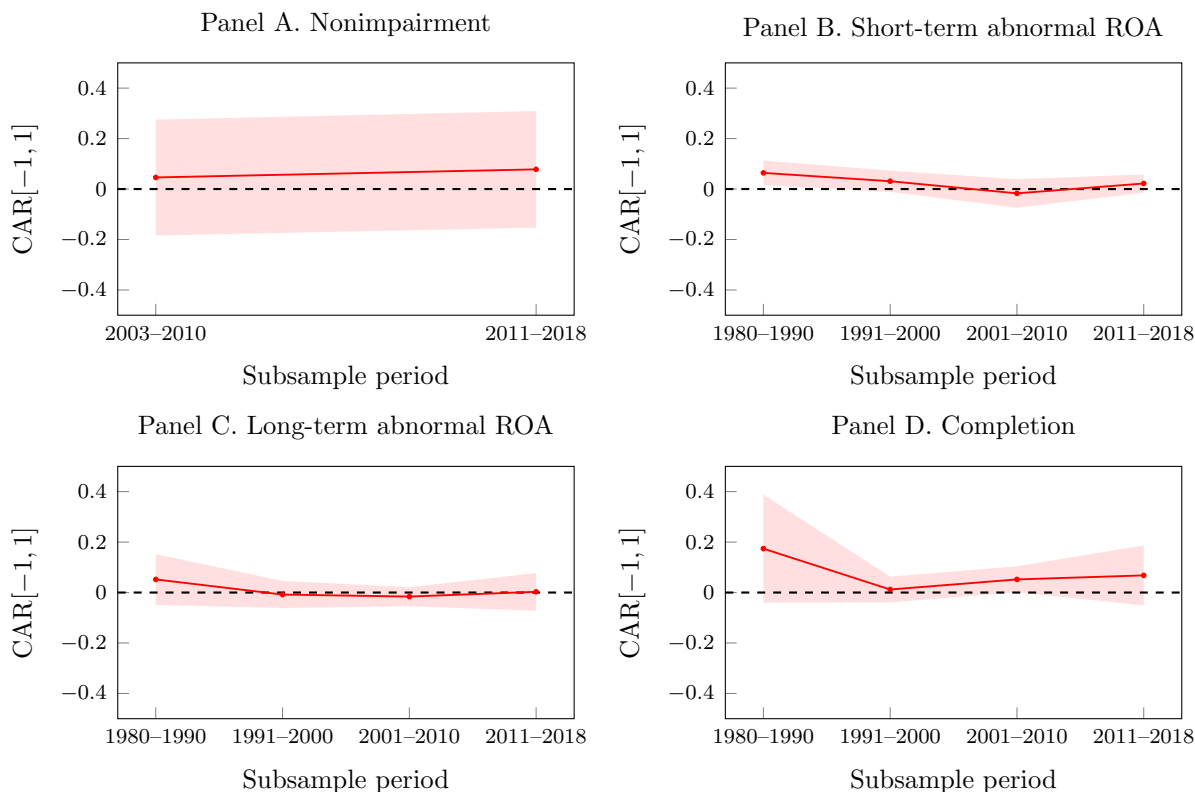 Panel A. Nonimpairment
CAR[−1, 1]
0.4
0.2
0
−0.2
−0.4
2003–2010 2011–2018
Subsample period
Panel B. Short-term abnormal ROA
CAR[−1, 1]
0.4
0.2
0
−0.2
−0.4
1980–1990 1991–2000 2001–2010 2011–2018
Subsample period
Panel C. Long-term abnormal ROA
CAR[−1, 1]
0.4
0.2
0
−0.2
−0.4
1980–1990 1991–2000 2001–2010 2011–2018
Subsample period
Panel D. Completion
CAR[−1, 1]
0.4
0.2
0
−0.2
−0.4
1980–1990 1991–2000 2001–2010 2011–2018
Subsample period